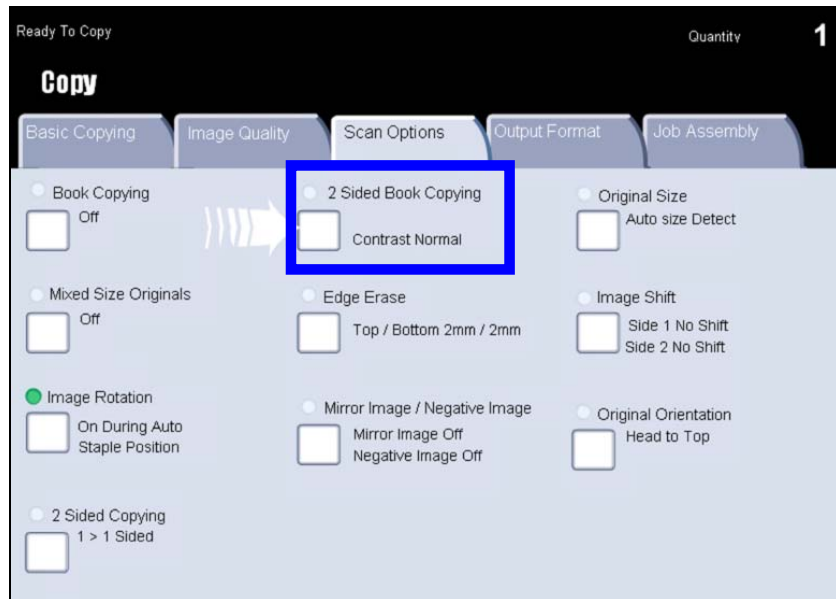 Ready To Copy
Quantity
1
Copy
Basic Copying
Image Quality
Scan Options
Output Format
Job Assembly
Book Copying
Off
2 Sided Book Copying
Contrast Normal
Original Size
Auto size Detect
Mixed Size Originals
Off
Edge Erase
Top / Bottom 2mm / 2mm
Image Shift
Side 1 No Shift
Side 2 No Shift
Image Rotation
On During Auto
Staple Position
Mirror Image / Negative Image
Mirror Image Off
Negative Image Off
Original Orientation
Head to Top
2 Sided Copying
1 > 1 Sided